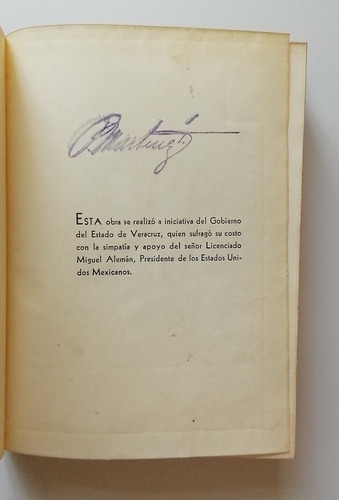 ESTA obra se realizó a iniciativa del Gobierno
del Estado de Veracruz, quien sufragó su costo
con la simpatía y apoyo del señor Licenciado
Miguel Alemán, Presidente de los Estados Uni-
dos Mexicanos.